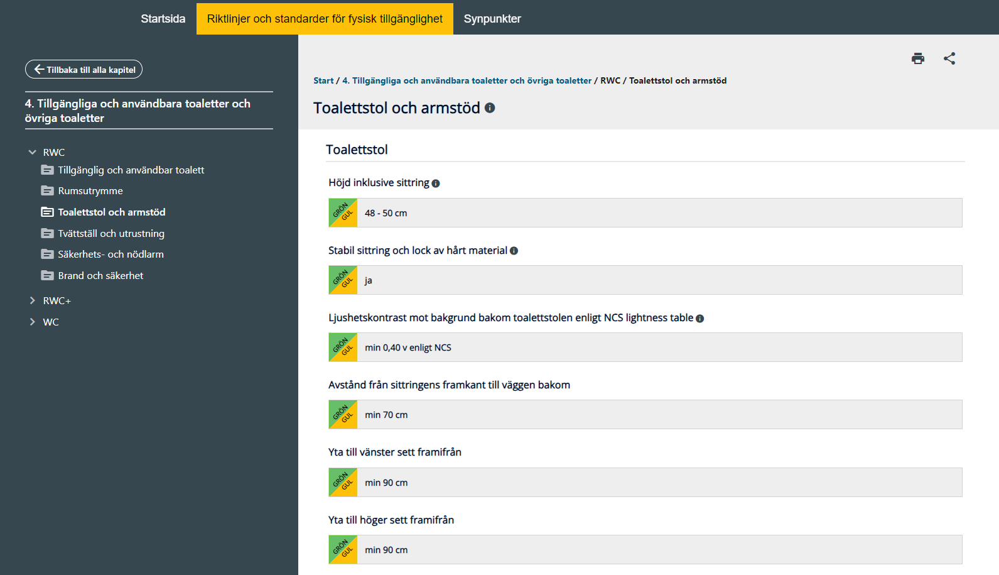 Startsida
Riktlinjer och standarder för fysisk tillgänglighet
Synpunkter
Tillbaka till alla kapitel
4. Tillgängliga och användbara toaletter och
övriga toaletter
RWC
Tillgänglig och användbar toalett
Rumsutrymme
Toalettstol och armstöd
Tvättställ och utrustning
Säkerhets- och nödlarm
Brand och säkerhet
RWC+
WC
Start / 4. Tillgängliga och användbara toaletter och övriga toaletter / RWC / Toalettstol och armstöd
Toalettstol och armstöd
Toalettstol
Höjd inklusive sittring
GRÖN
GUL
48 - 50 cm
Stabil sittring och lock av hårt material
GRÖN
GUL
ja
Ljushetskontrast mot bakgrund bakom toalettstolen enligt NCS lightness table
GRÖN
GUL
min 0,40 v enligt NCS
Avstånd från sittringens framkant till väggen bakom
GRÖN
GUL
min 70 cm
Yta till vänster sett framifrån
GRÖN
GUL
min 90 cm
Yta till höger sett framifrån
GRÖN
GUL
min 90 cm